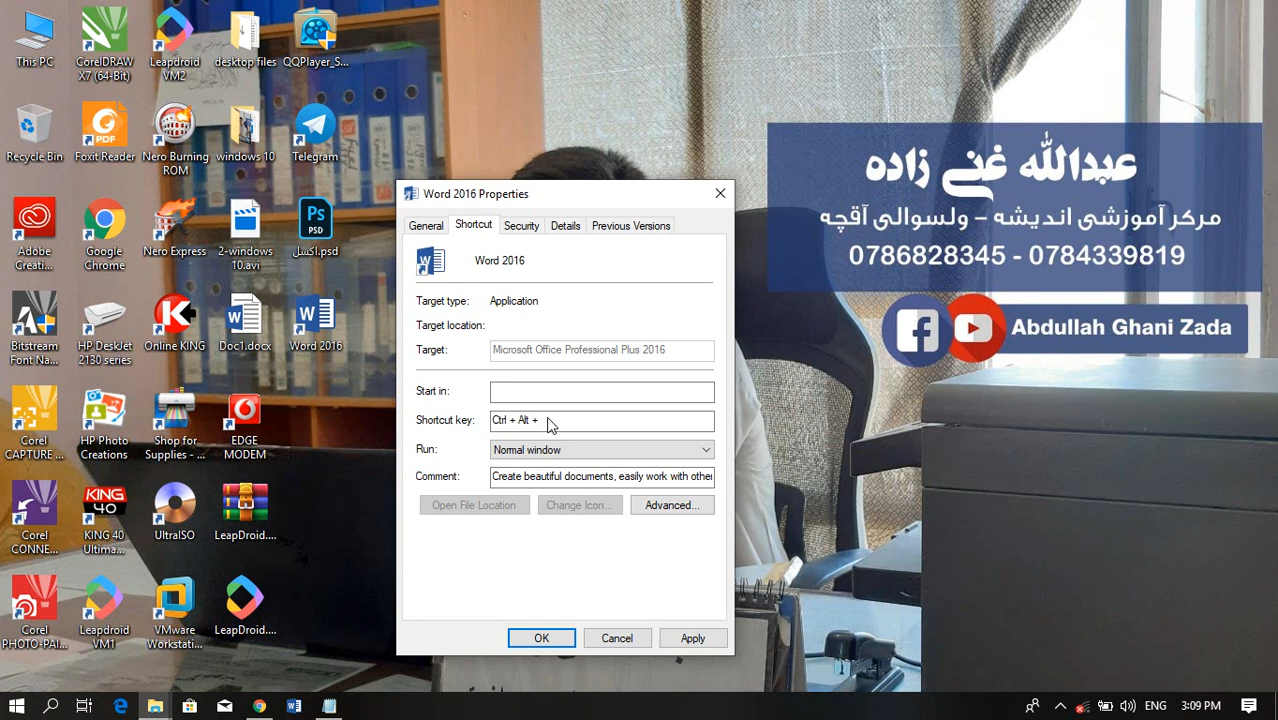 This PC
CorelDRAW X7 (64-Bit)
Leapdroid VM2
desktop files
QQPlayer_S...
Recycle Bin
Foxit Reader
Nero Burning ROM
windows 10
Telegram
Adobe Creati...
Google Chrome
Nero Express
2-windows 10.avi
اکسل.psd
Bitstream Font Na...
HP DeskJet 2130 series
Online KING
Doc1.docx
Word 2016
Corel CAPTURE ...
HP Photo Creations
Shop for Supplies - ...
EDGE MODEM
Corel CONNE...
KING 40 Ultima...
UltraISO
LeapDroid....
Corel PHOTO-PAI...
Leapdroid VM1
VMware Workstati...
LeapDroid....
Word 2016 Properties
General Shortcut Security Details Previous Versions
Word 2016
Target type: Application
Target location:
Target: Microsoft Office Professional Plus 2016
Start in:
Shortcut key: Ctrl + Alt +
Run: Normal window
Comment: Create beautiful documents, easily work with other
Open File Location Change Icon... Advanced...
OK Cancel Apply
عبدالله غنی زاده
مرکز آموزشی اندیشه – ولسوالی آقچه
0786828345 - 0784339819
Abdullah Ghani Zada
ENG 3:09 PM